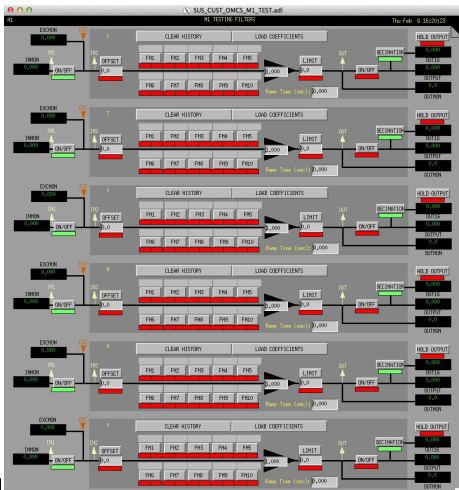 SUS_CUST_OMCS_M1_TEST.adl
H1 M1 TESTING FILTERS Thu Feb 6 16:20:23
EXCMON EXC L CLEAR HISTORY LOAD COEFFICIENTS HOLD OUTPUT
0,000 0,000
INMON IN1 IN2 OFFSET FM1 FM2 FM3 FM4 FM5 LIMIT OUT DECIMATION OUT16
0,000 ON/OFF 0,0 1,000 0,0 ON/OFF 0,000
FM6 FM7 FM8 FM9 FM10 OUTPUT
Ramp Time (sec): 0,000 0,0
OUTMON
EXCMON EXC T CLEAR HISTORY LOAD COEFFICIENTS HOLD OUTPUT
0,000 0,000
INMON IN1 IN2 OFFSET FM1 FM2 FM3 FM4 FM5 LIMIT OUT DECIMATION OUT16
0,000 ON/OFF 0,0 1,000 0,0 ON/OFF 0,000
FM6 FM7 FM8 FM9 FM10 OUTPUT
Ramp Time (sec): 0,000 0,0
OUTMON
EXCMON EXC V CLEAR HISTORY LOAD COEFFICIENTS HOLD OUTPUT
0,000 0,000
INMON IN1 IN2 OFFSET FM1 FM2 FM3 FM4 FM5 LIMIT OUT DECIMATION OUT16
0,000 ON/OFF 0,0 1,000 0,0 ON/OFF 0,000
FM6 FM7 FM8 FM9 FM10 OUTPUT
Ramp Time (sec): 0,000 0,0
OUTMON
EXCMON EXC R CLEAR HISTORY LOAD COEFFICIENTS HOLD OUTPUT
0,000 0,000
INMON IN1 IN2 OFFSET FM1 FM2 FM3 FM4 FM5 LIMIT OUT DECIMATION OUT16
0,000 ON/OFF 0,0 1,000 0,0 ON/OFF 0,000
FM6 FM7 FM8 FM9 FM10 OUTPUT
Ramp Time (sec): 0,000 0,0
OUTMON
EXCMON EXC P CLEAR HISTORY LOAD COEFFICIENTS HOLD OUTPUT
0,000 0,000
INMON IN1 IN2 OFFSET FM1 FM2 FM3 FM4 FM5 LIMIT OUT DECIMATION OUT16
0,000 ON/OFF 0,0 1,000 0,0 ON/OFF 0,000
FM6 FM7 FM8 FM9 FM10 OUTPUT
Ramp Time (sec): 0,000 0,0
OUTMON
EXCMON EXC Y CLEAR HISTORY LOAD COEFFICIENTS HOLD OUTPUT
0,000 0,000
INMON IN1 IN2 OFFSET FM1 FM2 FM3 FM4 FM5 LIMIT OUT DECIMATION OUT16
0,000 ON/OFF 0,0 1,000 0,0 ON/OFF 0,000
FM6 FM7 FM8 FM9 FM10 OUTPUT
Ramp Time (sec): 0,000 0,0
OUTMON